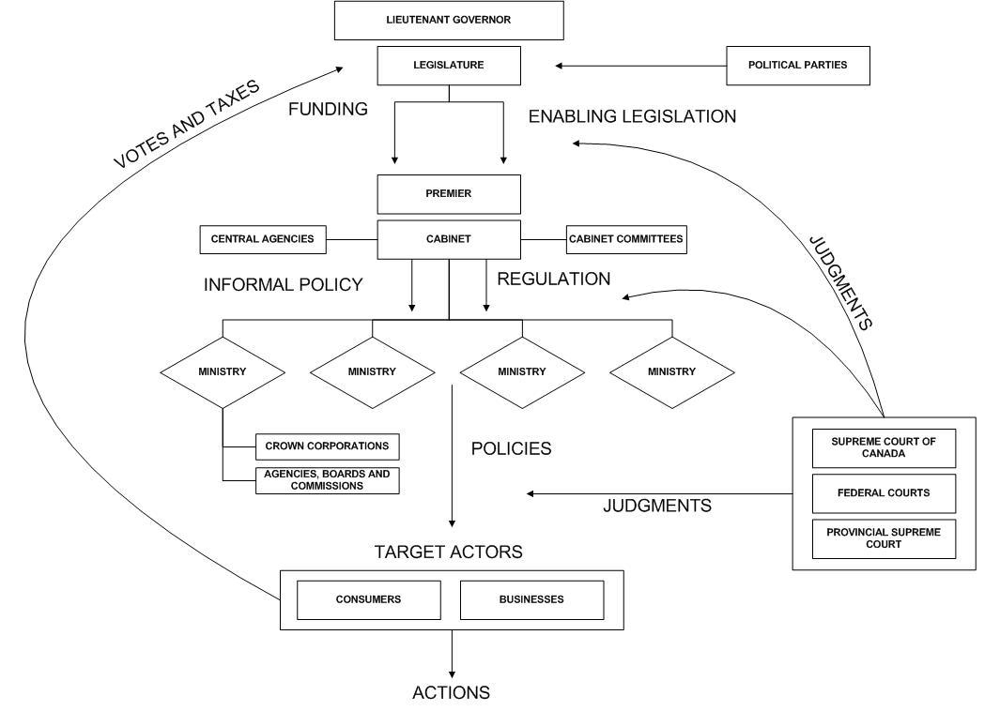 LIEUTENANT GOVERNOR
LEGISLATURE
POLITICAL PARTIES
VOTES AND TAXES
FUNDING
ENABLING LEGISLATION
PREMIER
CENTRAL AGENCIES
CABINET
CABINET COMMITTEES
JUDGMENTS
INFORMAL POLICY
REGULATION
MINISTRY
MINISTRY
MINISTRY
MINISTRY
CROWN CORPORATIONS
AGENCIES, BOARDS AND
COMMISSIONS
POLICIES
SUPREME COURT OF
CANADA
FEDERAL COURTS
JUDGMENTS
PROVINCIAL SUPREME
COURT
TARGET ACTORS
CONSUMERS
BUSINESSES
ACTIONS